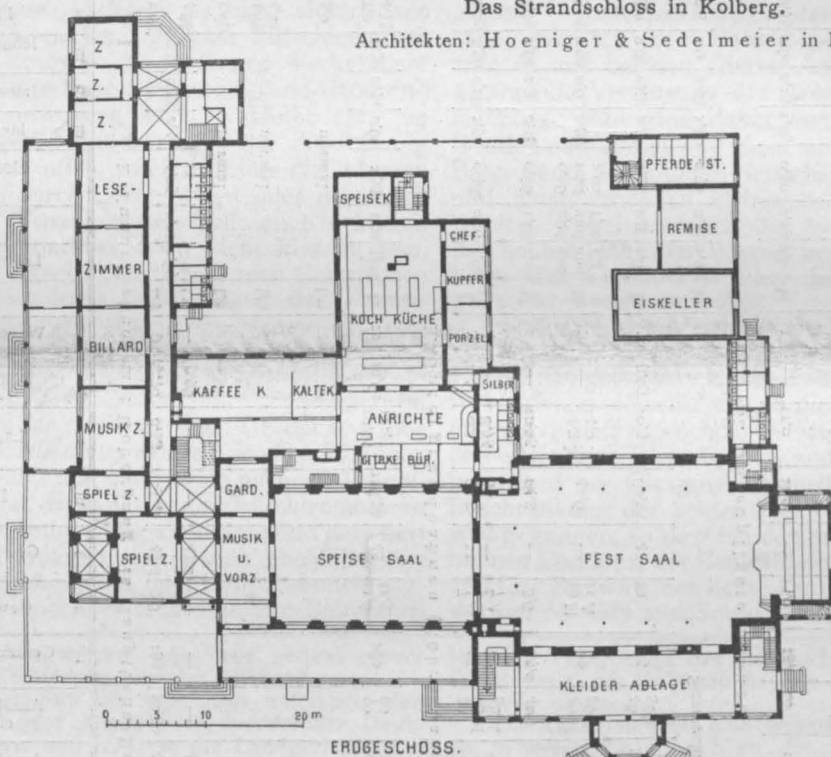 Das Strandschloss in Kolberg.
Architekten: Hoeniger & Sedelmeier in
Z
Z.
Z.
LESE-
ZIMMER
BILLARD
MUSIK Z.
SPIEL Z.
SPIEL Z.
KAFFEE K
KALTEK.
SPEISEK
KOCH KÜCHE
CHEF.
KUPFER
PORZEL.
SILBER
ANRICHTE
GETRKE. BÜF.
GARD.
MUSIK
u.
VORZ.
SPEISE SAAL
FEST SAAL
KLEIDER ABLAGE
PFERDE ST.
REMISE
EISKELLER
0 10 20 m
ERDGESCHOSS.